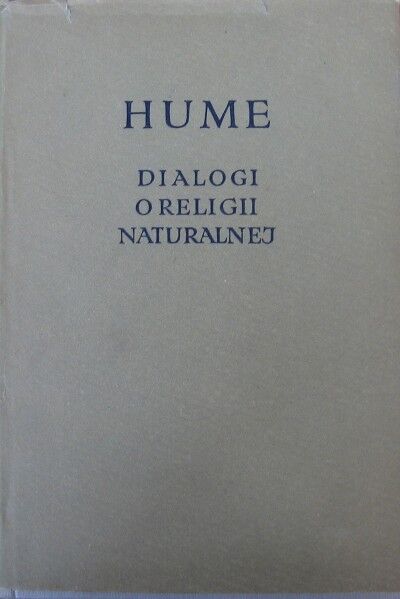 HUME
DIALOGI
O RELIGII
NATURALNEJ